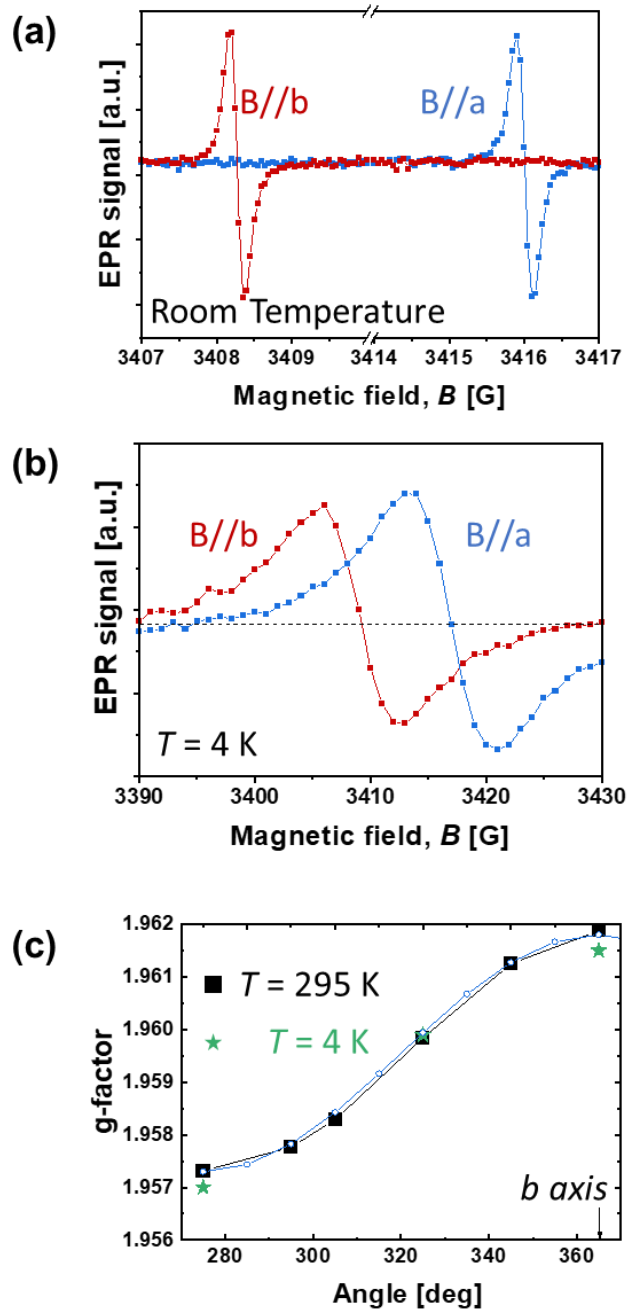 (a)
B//b
B//a
EPR signal [a.u.]
Room Temperature
3407 3408 3409 3414 3415 3416 3417
Magnetic field, B [G]
(b)
B//b
B//a
EPR signal [a.u.]
T = 4 K
3390 3400 3410 3420 3430
Magnetic field, B [G]
(c)
1.962
T = 295 K
1.961
T = 4 K
1.960
g-factor
1.959
1.958
1.957
b axis
1.956
280 300 320 340 360
Angle [deg]